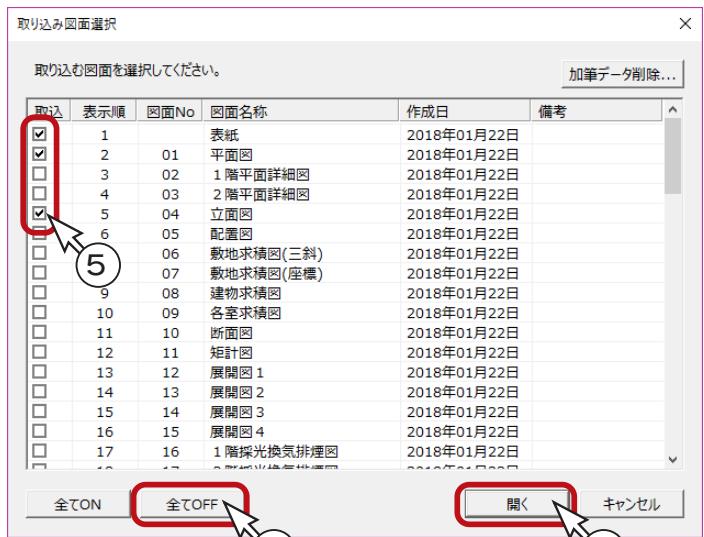 取り込み図面選択
取り込む図面を選択してください。
加筆データ削除...
取込 表示順 図面No 図面名称 作成日 備考
1 表紙 2018年01月22日
2 01 平面図 2018年01月22日
3 02 1階平面詳細図 2018年01月22日
4 03 2階平面詳細図 2018年01月22日
5 04 立面図 2018年01月22日
6 05 配置図 2018年01月22日
06 敷地求積図(三斜) 2018年01月22日
⑤ 07 敷地求積図(座標) 2018年01月22日
9 08 建物求積図 2018年01月22日
10 09 各室求積図 2018年01月22日
11 10 断面図 2018年01月22日
12 11 矩計図 2018年01月22日
13 12 展開図1 2018年01月22日
14 13 展開図2 2018年01月22日
15 14 展開図3 2018年01月22日
16 15 展開図4 2018年01月22日
17 16 1階採光換気排煙図 2018年01月22日
全てON 全てOFF 開く キャンセル